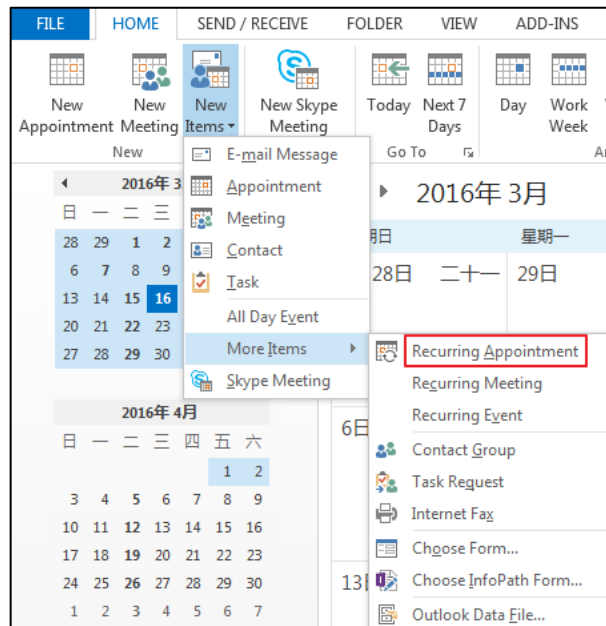 FILE HOME SEND / RECEIVE FOLDER VIEW ADD-INS
New Appointment
New Meeting
New Items
New Skype Meeting
Today
Next 7 Days
Day
Work Week
New
Go To
E-mail Message
Appointment
Meeting
Contact
Task
All Day Event
More Items
Skype Meeting
Recurring Appointment
Recurring Meeting
Recurring Event
Contact Group
Task Request
Internet Fax
Choose Form...
Choose InfoPath Form...
Outlook Data File...
2016年 3
日 一 二 三
28 29 1 2
6 7 8 9
13 14 15 16
20 21 22 23
27 28 29 30
2016年 4月
日 一 二 三 四 五 六
1 2
3 4 5 6 7 8 9
10 11 12 13 14 15 16
17 18 19 20 21 22 23
24 25 26 27 28 29 30
1 2 3 4 5 6 7
2016年 3月
期日 星期一
28日 二十一 29日
6日
13